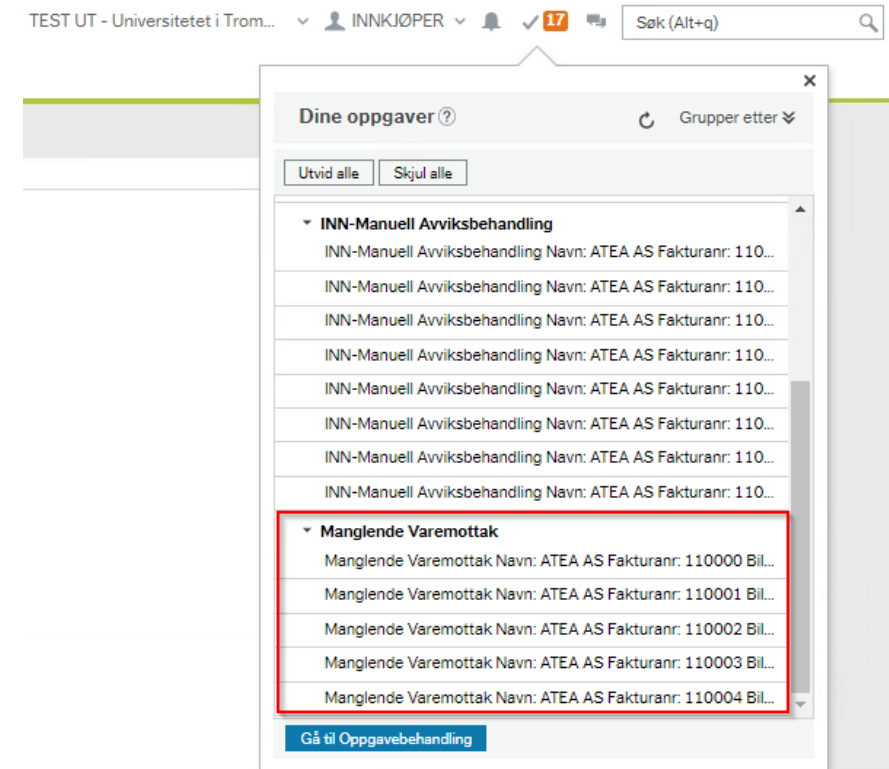 TEST UT - Universitetet i Trom... INNKJØPER 17 Søk (Alt+q)
Dine oppgaver ? Grupper etter
Utvid alle Skjul alle
INN-Manuell Avviksbehandling
INN-Manuell Avviksbehandling Navn: ATEA AS Fakturanr: 110...
INN-Manuell Avviksbehandling Navn: ATEA AS Fakturanr: 110...
INN-Manuell Avviksbehandling Navn: ATEA AS Fakturanr: 110...
INN-Manuell Avviksbehandling Navn: ATEA AS Fakturanr: 110...
INN-Manuell Avviksbehandling Navn: ATEA AS Fakturanr: 110...
INN-Manuell Avviksbehandling Navn: ATEA AS Fakturanr: 110...
INN-Manuell Avviksbehandling Navn: ATEA AS Fakturanr: 110...
INN-Manuell Avviksbehandling Navn: ATEA AS Fakturanr: 110...
Manglende Varemottak
Manglende Varemottak Navn: ATEA AS Fakturanr: 110000 Bil...
Manglende Varemottak Navn: ATEA AS Fakturanr: 110001 Bil...
Manglende Varemottak Navn: ATEA AS Fakturanr: 110002 Bil...
Manglende Varemottak Navn: ATEA AS Fakturanr: 110003 Bil...
Manglende Varemottak Navn: ATEA AS Fakturanr: 110004 Bil...
Gå til Oppgavebehandling